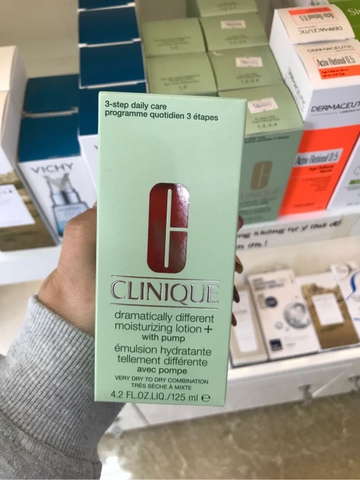 3-step daily care
programme quotidien 3 étapes
CLINIQUE
dramatically different
moisturizing lotion +
with pump
émulsion hydratante
tellement différente
avec pompe
VERY DRY TO DRY COMBINATION
TRÈS SÈCHE À MIXTE
4.2 FL.OZ.LIQ./125 ml e
VICHY
CLINIQUE
DERMACEUTIC
Activ Retinol 0.5
DERMACEUTIC
Activ Retinol 0.5